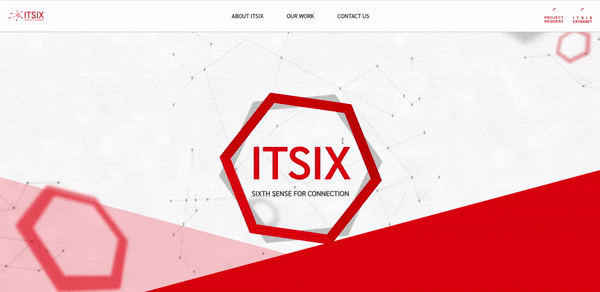 ITSIX
ABOUT ITSIX
OUR WORK
CONTACT US
PROJECT
REQUEST
ITSIX
EXTRANET
ITSIX
SIXTH SENSE FOR CONNECTION